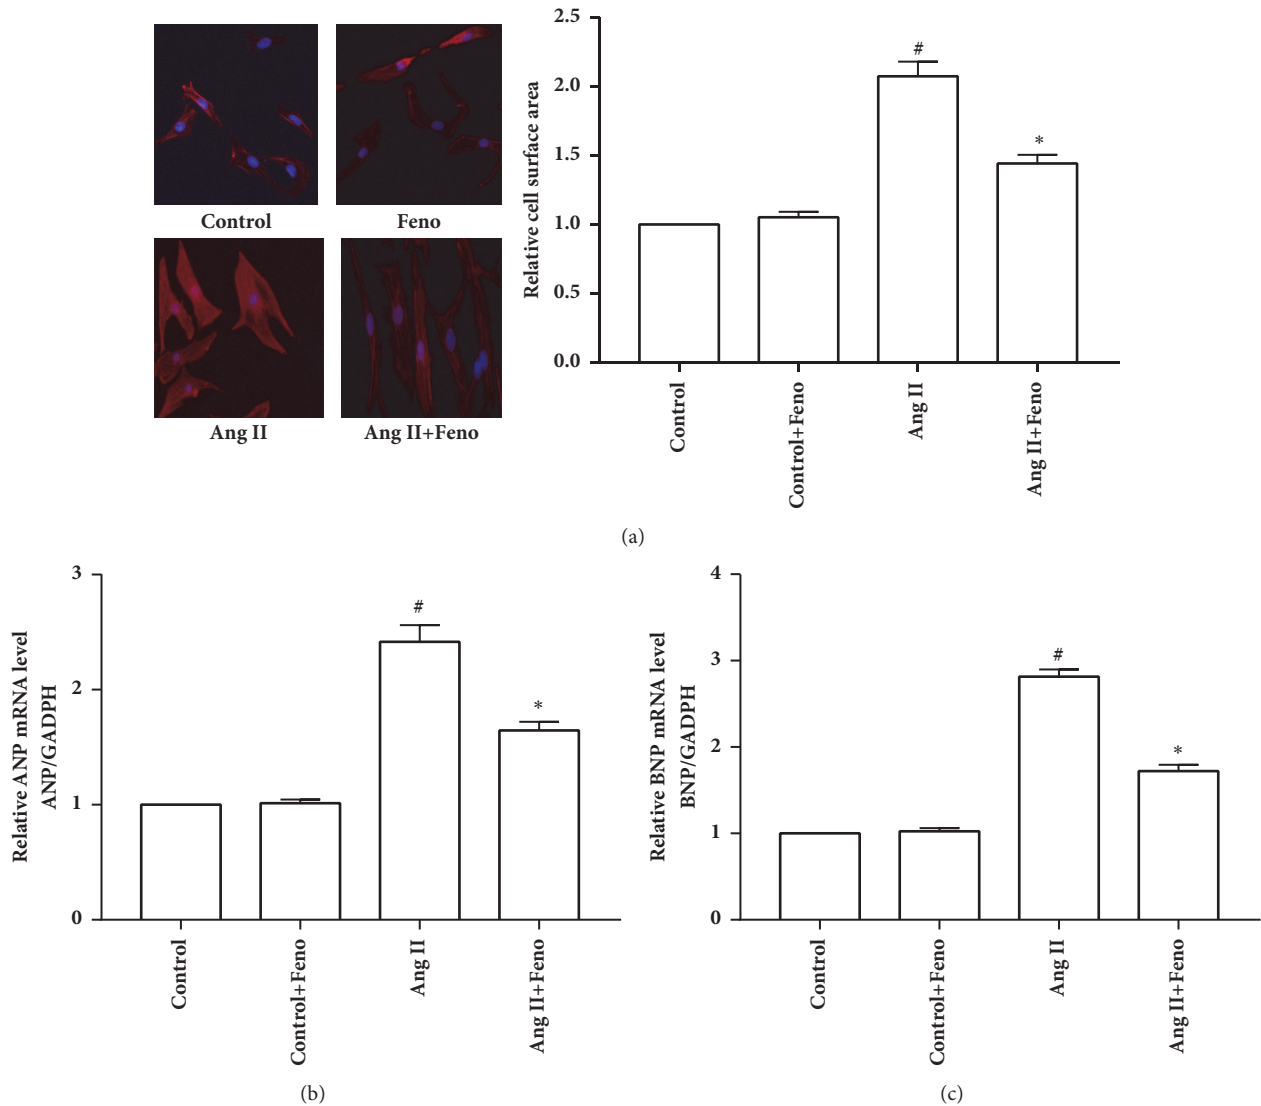 Control
Feno
Ang II
Ang II+Feno
Relative cell surface area
2.5
2.0
1.5
1.0
0.5
0.0
#
*
Control
Control+Feno
Ang II
Ang II+Feno
(a)
Relative ANP mRNA level
ANP/GADPH
3
2
1
0
#
*
Control
Control+Feno
Ang II
Ang II+Feno
(b)
Relative BNP mRNA level
BNP/GADPH
4
3
2
1
0
#
*
Control
Control+Feno
Ang II
Ang II+Feno
(c)